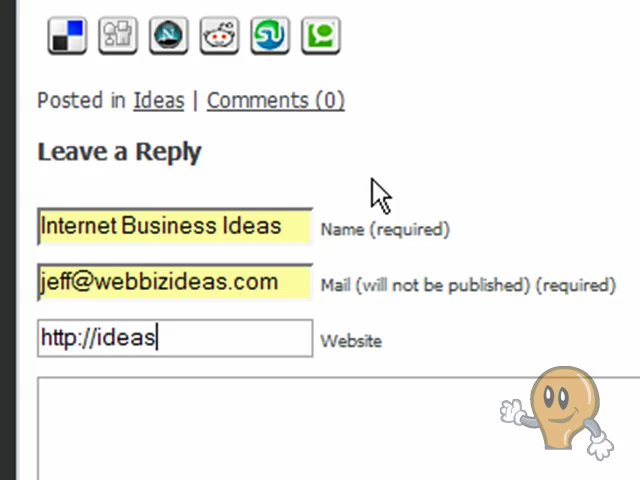 Posted in Ideas | Comments (0)
Leave a Reply
Internet Business Ideas Name (required)
jeff@webbizideas.com Mail (will not be published) (required)
http://ideas Website